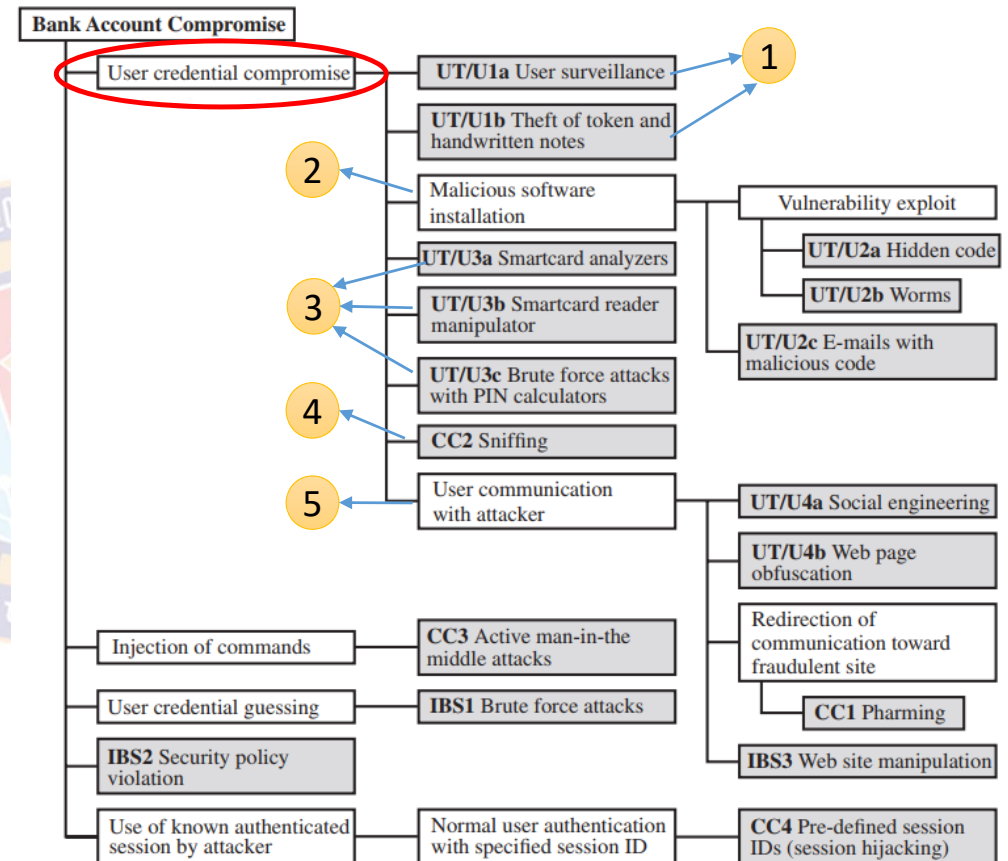 Bank Account Compromise
User credential compromise
UT/U1a User surveillance
1
UT/U1b Theft of token and
handwritten notes
2
Malicious software
installation
Vulnerability exploit
UT/U2a Hidden code
UT/U2b Worms
UT/U2c E-mails with
malicious code
UT/U3a Smartcard analyzers
3
UT/U3b Smartcard reader
manipulator
UT/U3c Brute force attacks
with PIN calculators
4
CC2 Sniffing
5
User communication
with attacker
UT/U4a Social engineering
UT/U4b Web page
obfuscation
Redirection of
communication toward
fraudulent site
CC1 Pharming
IBS3 Web site manipulation
Injection of commands
CC3 Active man-in-the
middle attacks
User credential guessing
IBS1 Brute force attacks
IBS2 Security policy
violation
Use of known authenticated
session by attacker
Normal user authentication
with specified session ID
CC4 Pre-defined session
IDs (session hijacking)